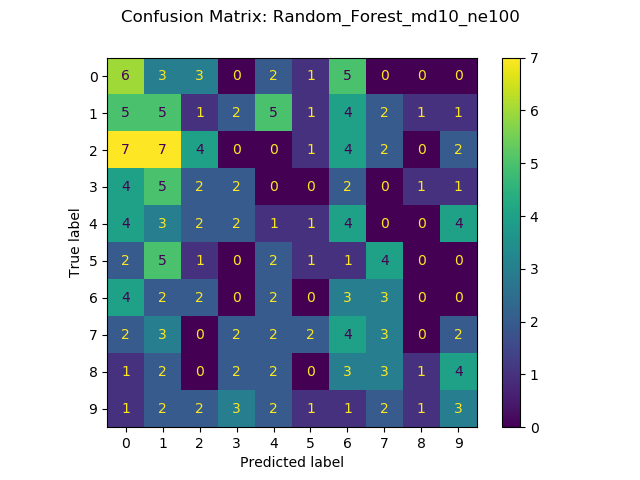 Confusion Matrix: Random_Forest_md10_ne100
7
0 6 3 3 0 2 1 5 0 0 0
1 5 5 1 2 5 1 4 2 1 1
6
2 7 7 4 0 0 1 4 2 0 2
5
3 4 5 2 2 0 0 2 0 1 1
4
4 4 3 2 2 1 1 4 0 0 4
True label
5 2 5 1 0 2 1 1 4 0 0
3
6 4 2 2 0 2 0 3 3 0 0
2
7 2 3 0 2 2 2 4 3 0 2
8 1 2 0 2 2 0 3 3 1 4
1
9 1 2 2 3 2 1 1 2 1 3
0
0 1 2 3 4 5 6 7 8 9
Predicted label